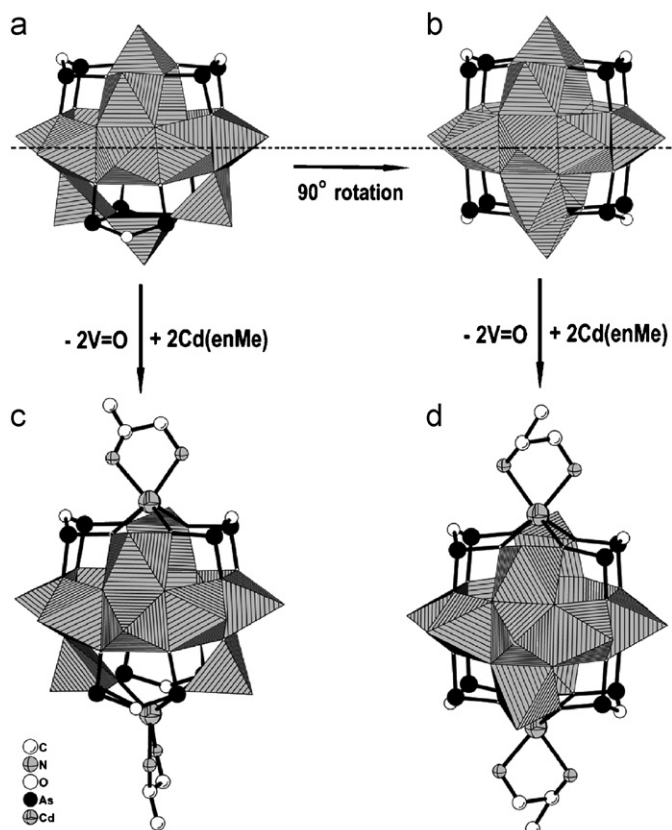 a
b
90° rotation
- 2V=O + 2Cd(enMe)
- 2V=O + 2Cd(enMe)
c
d
C
N
O
As
Cd